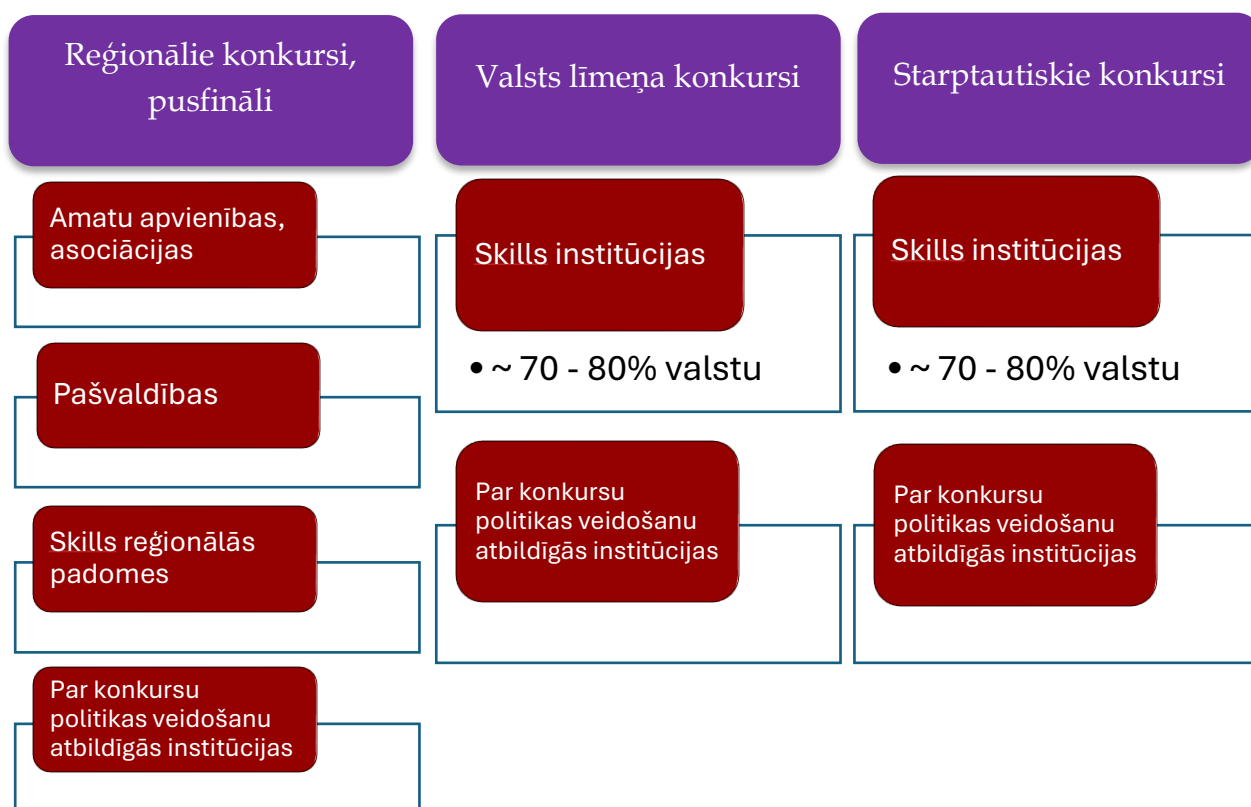 Reģionālie konkursi,
pusfināli
Amatu apvienības,
asociācijas
Pašvaldības
Skills reģionālās
padomes
Par konkursu
politikas veidošanu
atbildīgās institūcijas
Valsts līmeņa konkursi
Skills institūcijas
• ~ 70 - 80% valstu
Par konkursu
politikas veidošanu
atbildīgās institūcijas
Starptautiskie konkursi
Skills institūcijas
• ~ 70 - 80% valstu
Par konkursu
politikas veidošanu
atbildīgās institūcijas